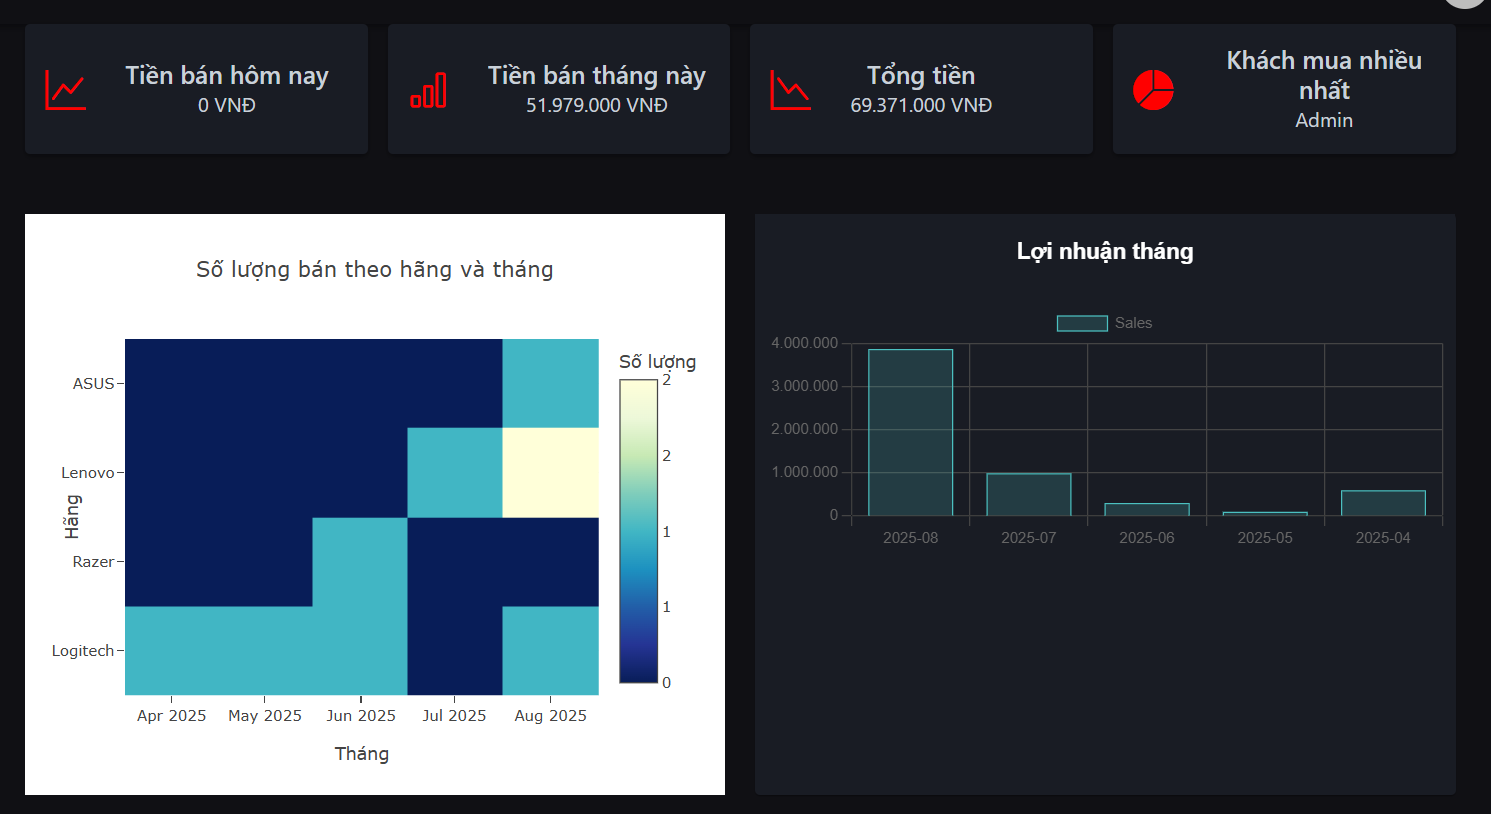 Tiền bán hôm nay
0 VNĐ
Tiền bán tháng này
51.979.000 VNĐ
Tổng tiền
69.371.000 VNĐ
Khách mua nhiều
nhất
Admin
Số lượng bán theo hãng và tháng
Hãng
ASUS
Lenovo
Razer
Logitech
Apr 2025
May 2025
Jun 2025
Jul 2025
Aug 2025
Tháng
Số lượng
2
2
1
1
0
Lợi nhuận tháng
Sales
4.000.000
3.000.000
2.000.000
1.000.000
0
2025-08
2025-07
2025-06
2025-05
2025-04